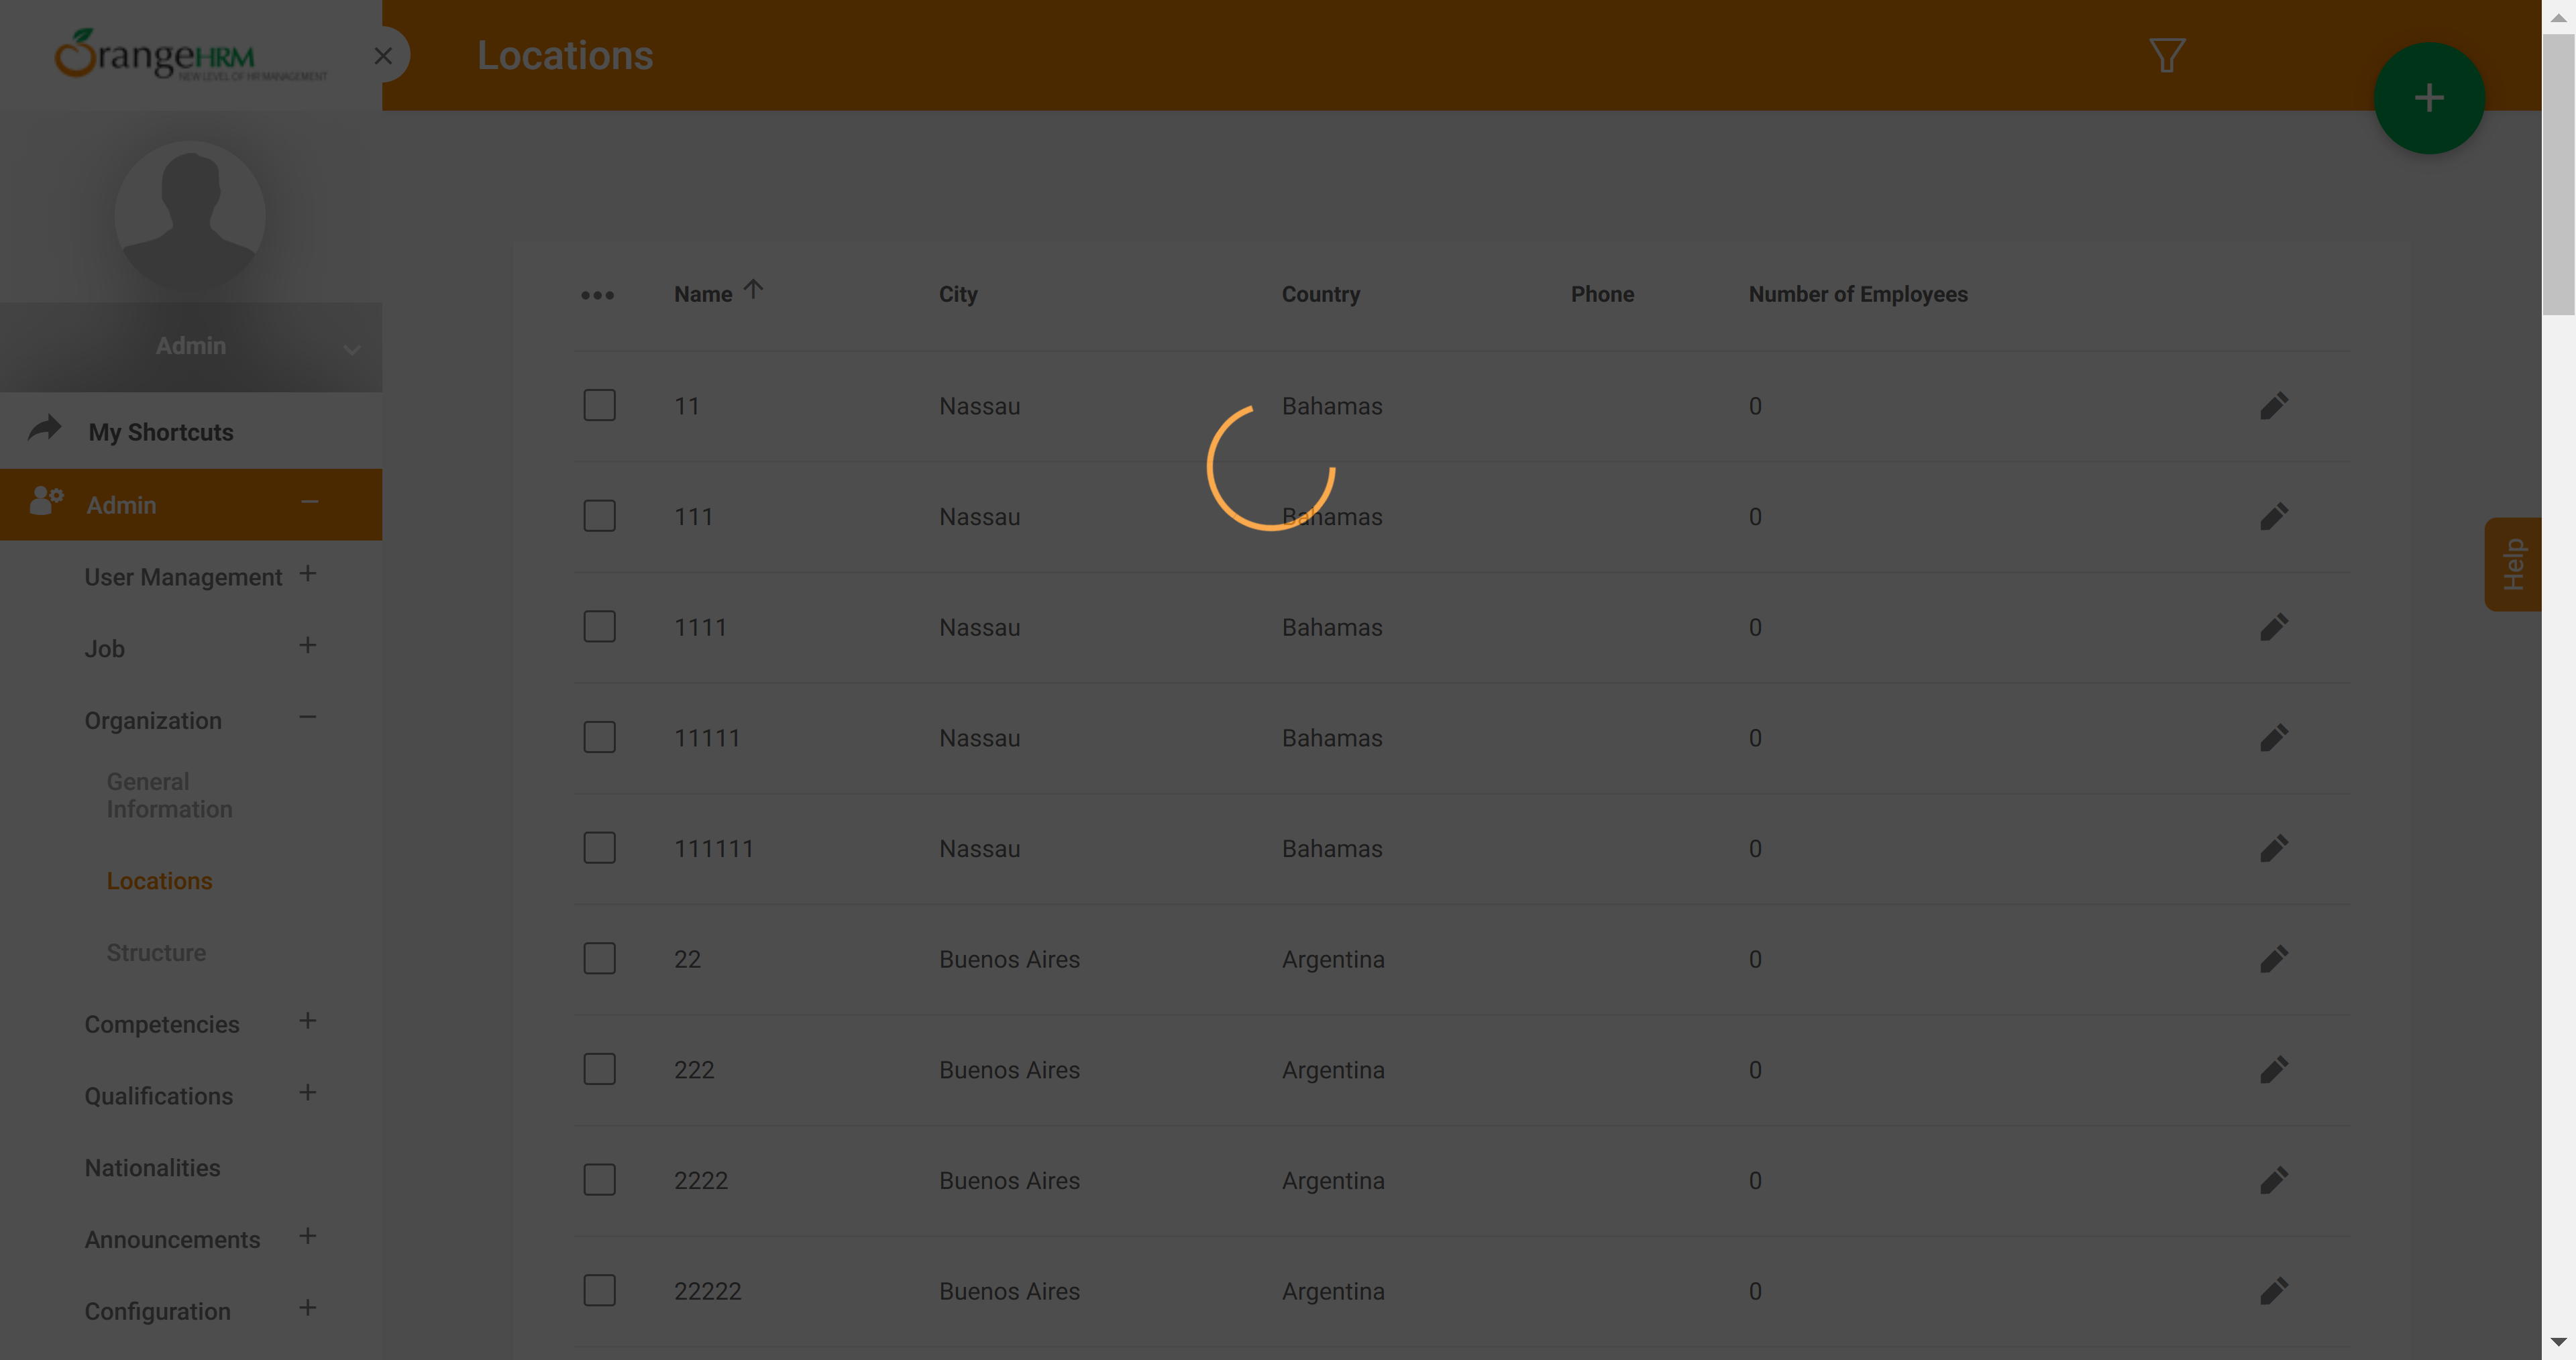 OrangeHRM
NEW LEVEL OF HR MANAGEMENT
Locations
Admin
My Shortcuts
Admin
User Management
Job
Organization
General
Information
Locations
Structure
Competencies
Qualifications
Nationalities
Announcements
Configuration
Name City Country Phone Number of Employees
11 Nassau Bahamas 0
111 Nassau Bahamas 0
1111 Nassau Bahamas 0
11111 Nassau Bahamas 0
111111 Nassau Bahamas 0
22 Buenos Aires Argentina 0
222 Buenos Aires Argentina 0
2222 Buenos Aires Argentina 0
22222 Buenos Aires Argentina 0
Help